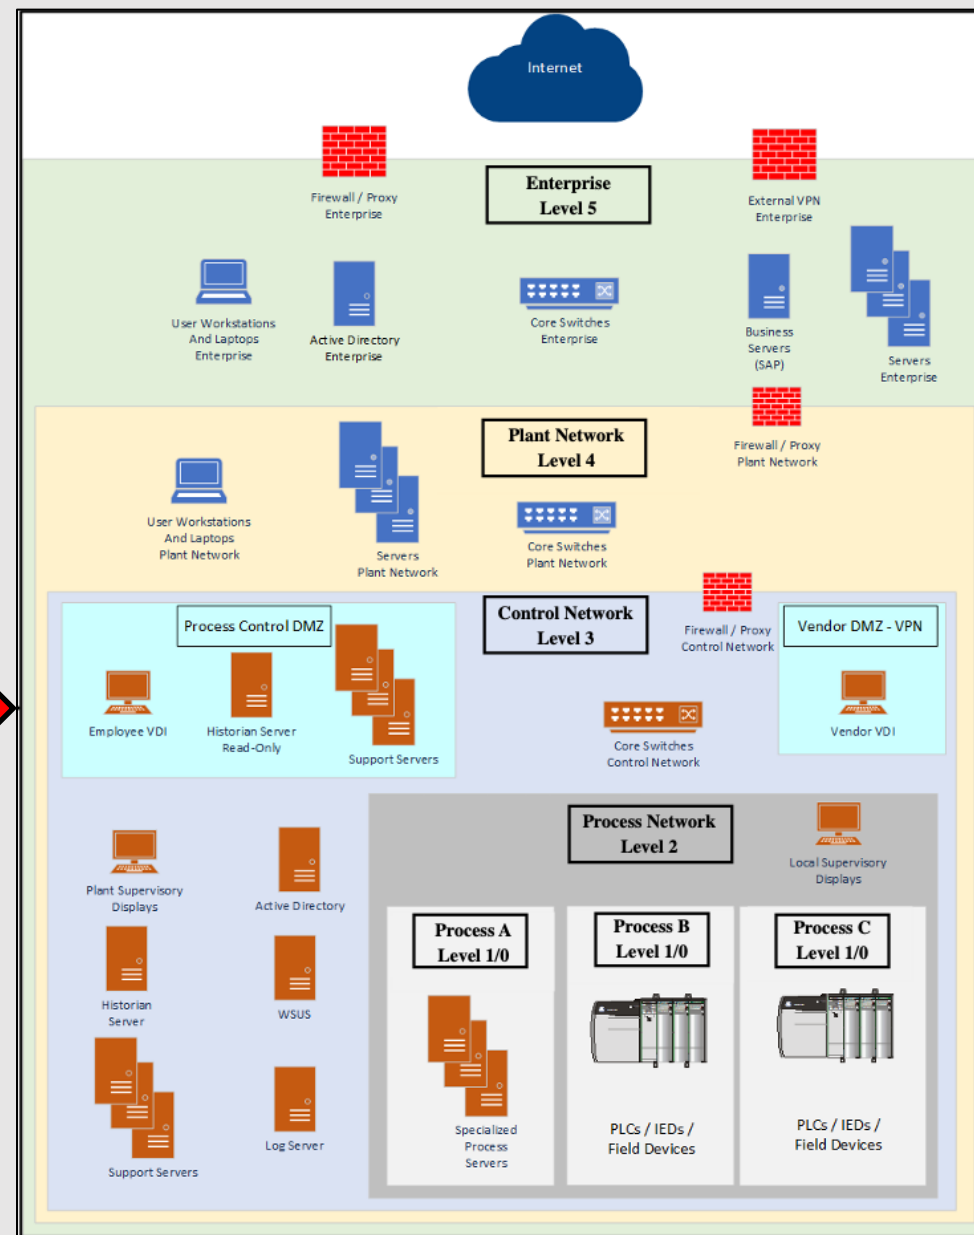 Internet
Firewall / Proxy
Enterprise
Enterprise
Level 5
External VPN
Enterprise
User Workstations
And Laptops
Enterprise
Active Directory
Enterprise
Core Switches
Enterprise
Business
Servers
(SAP)
Servers
Enterprise
Plant Network
Level 4
Firewall / Proxy
Plant Network
User Workstations
And Laptops
Plant Network
Servers
Plant Network
Core Switches
Plant Network
Process Control DMZ
Control Network
Level 3
Firewall / Proxy
Control Network
Vendor DMZ - VPN
Employee VDI
Historian Server
Read-Only
Support Servers
Core Switches
Control Network
Vendor VDI
Process Network
Level 2
Local Supervisory
Displays
Plant Supervisory
Displays
Active Directory
Process A
Level 1/0
Process B
Level 1/0
Process C
Level 1/0
Historian
Server
WSUS
Specialized
Process
Servers
PLCs / IEDs /
Field Devices
PLCs / IEDs /
Field Devices
Support Servers
Log Server